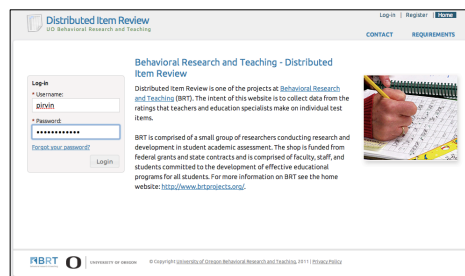 Distributed Item Review
UO Behavioral Research and Teaching
Log-in | Register | Home
CONTACT REQUIREMENTS
Log-in
* Username:
pirvin
* Password:
••••••••••••
Forgot your password?
Login
Behavioral Research and Teaching - Distributed
Item Review
Distributed Item Review is one of the projects at Behavioral Research
and Teaching (BRT). The intent of this website is to collect data from the
ratings that teachers and education specialists make on individual test
items.
BRT is comprised of a small group of researchers conducting research and
development in student academic assessment. The shop is funded from
federal grants and state contracts and is comprised of faculty, staff, and
students committed to the development of effective educational
programs for all students. For more information on BRT see the home
website: http://www.brtprojects.org/.
BRT
O UNIVERSITY OF OREGON
© Copyright University of Oregon Behavioral Research and Teaching, 2011 | Privacy Policy